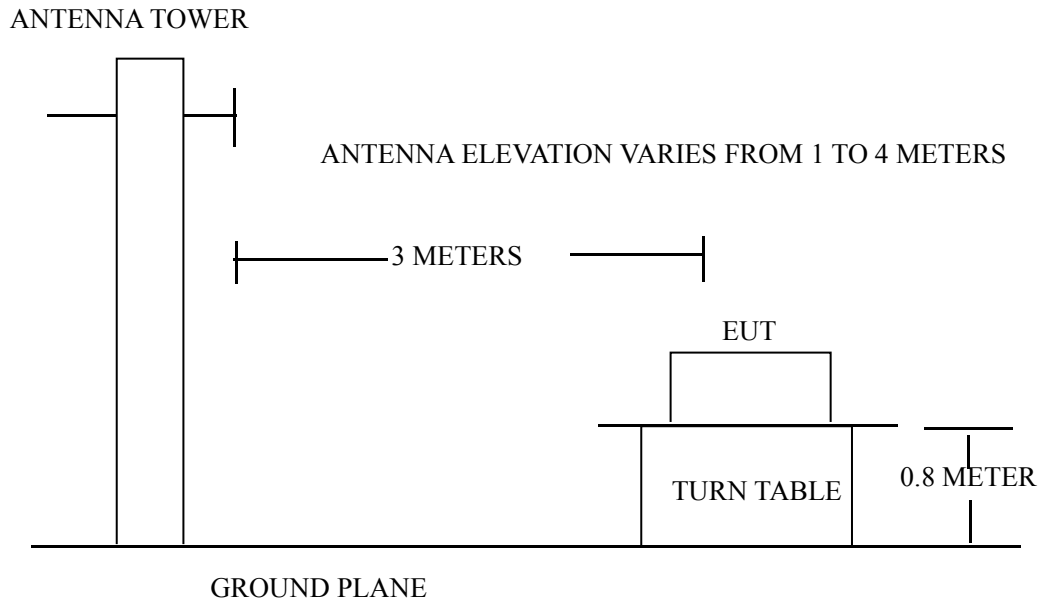 ANTENNA TOWER
ANTENNA ELEVATION VARIES FROM 1 TO 4 METERS
3 METERS
EUT
TURN TABLE
0.8 METER
GROUND PLANE